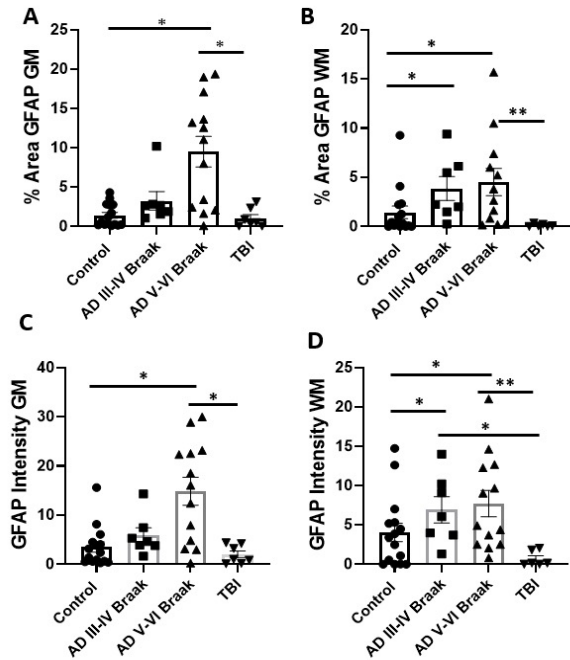 A
% Area GFAP GM
25
20
15
10
5
0
*
*
Control
AD III-IV Braak
AD V-VI Braak
TBI
B
% Area GFAP WM
20
15
10
5
0
*
*
**
Control
AD III-IV Braak
AD V-VI Braak
TBI
C
GFAP Intensity GM
40
30
20
10
0
*
*
Control
AD III-IV Braak
AD V-VI Braak
TBI
D
GFAP Intensity WM
25
20
15
10
5
0
*
**
*
*
Control
AD III-IV Braak
AD V-VI Braak
TBI